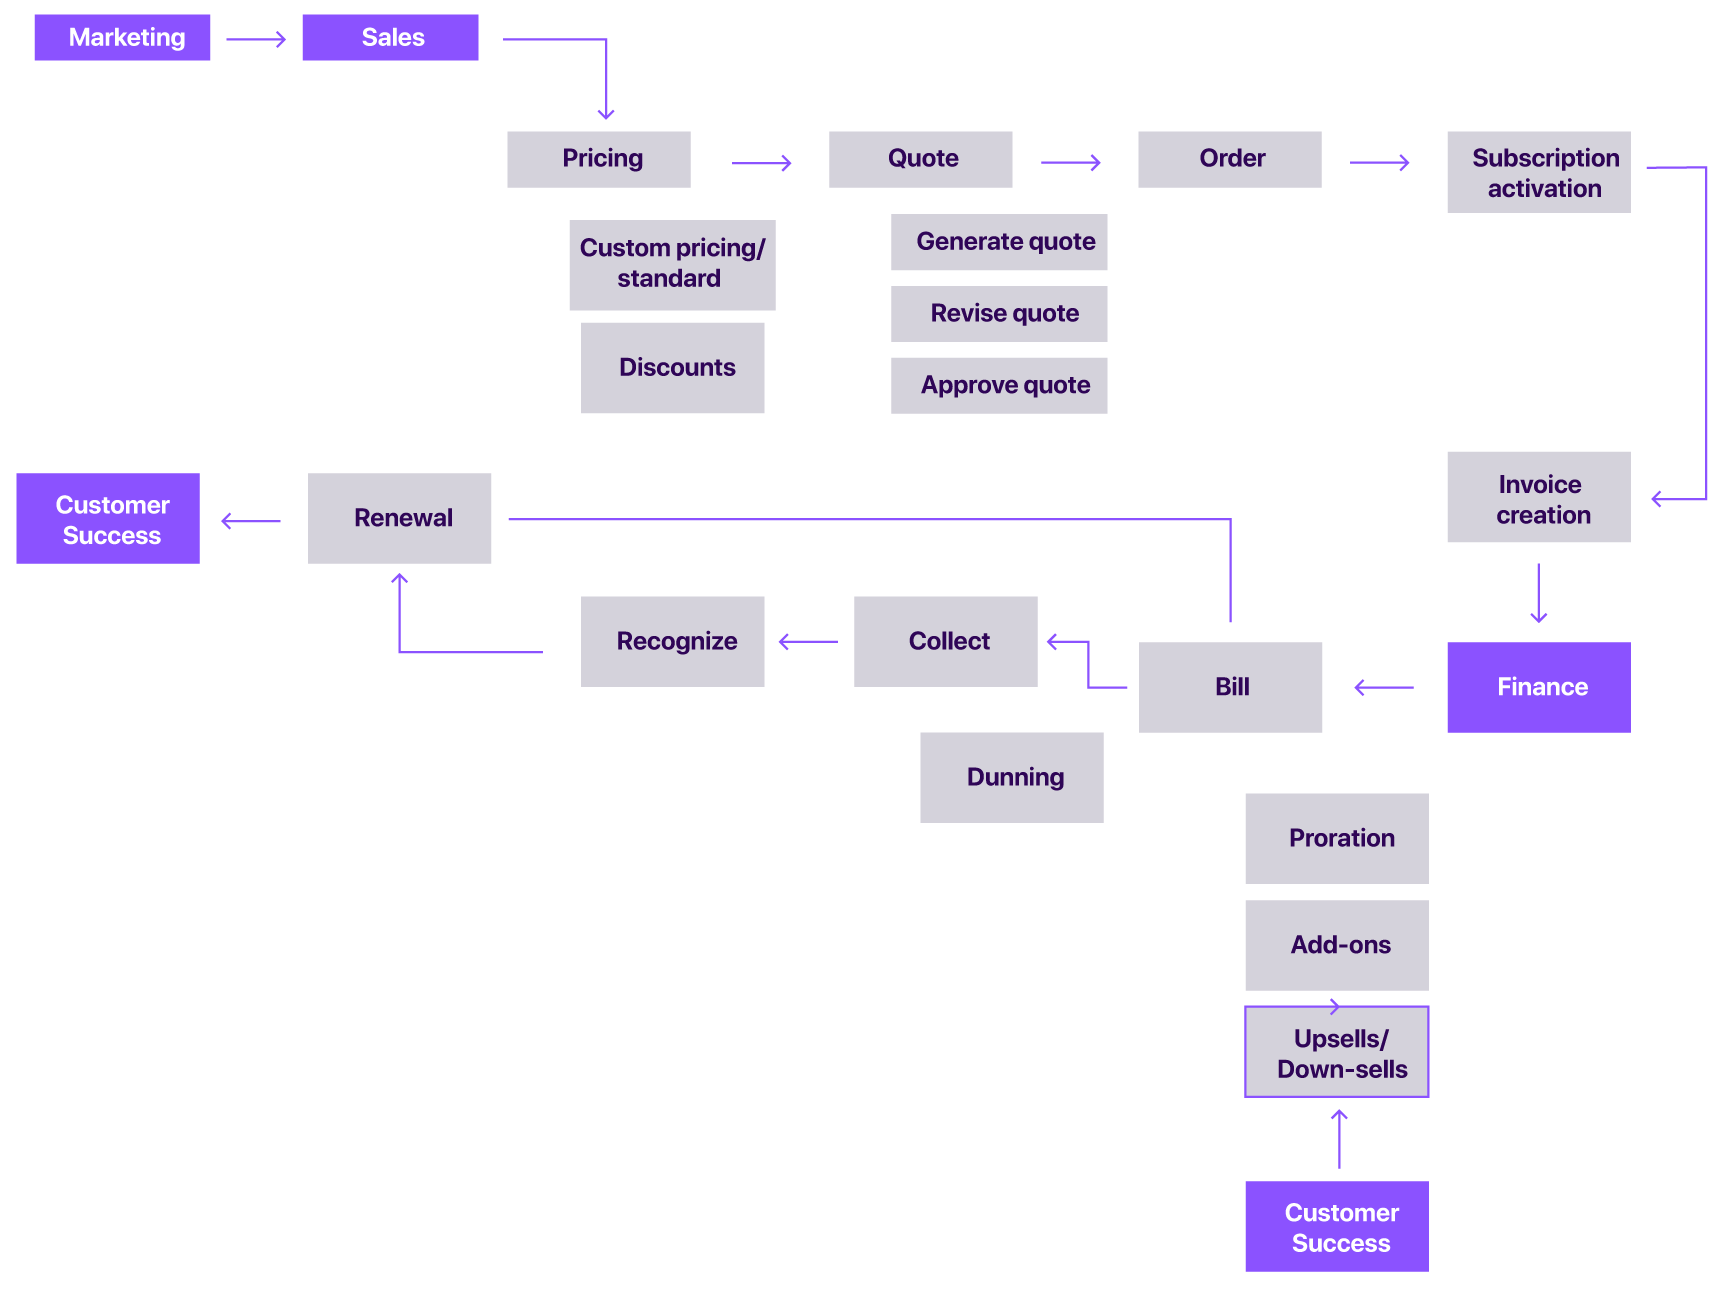 Marketing
Sales
Pricing
Quote
Order
Subscription
activation
Custom pricing/
standard
Discounts
Generate quote
Revise quote
Approve quote
Customer
Success
Renewal
Invoice
creation
Recognize
Collect
Bill
Finance
Dunning
Proration
Add-ons
Upsells/
Down-sells
Customer
Success